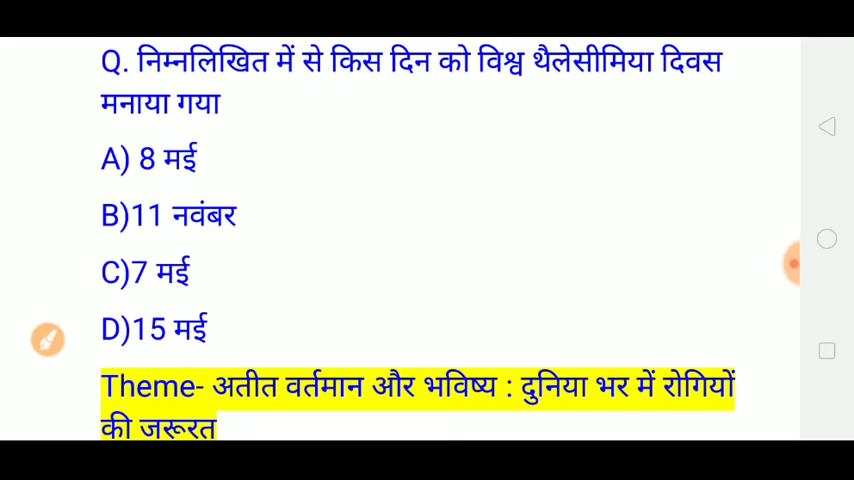 Q. निम्नलिखित में से किस दिन को विश्व थैलेसीमिया दिवस
मनाया गया
A) 8 मई
B)11 नवंबर
C)7 मई
D)15 मई
Theme- अतीत वर्तमान और भविष्य : दुनिया भर में रोगियों
की जरूरत